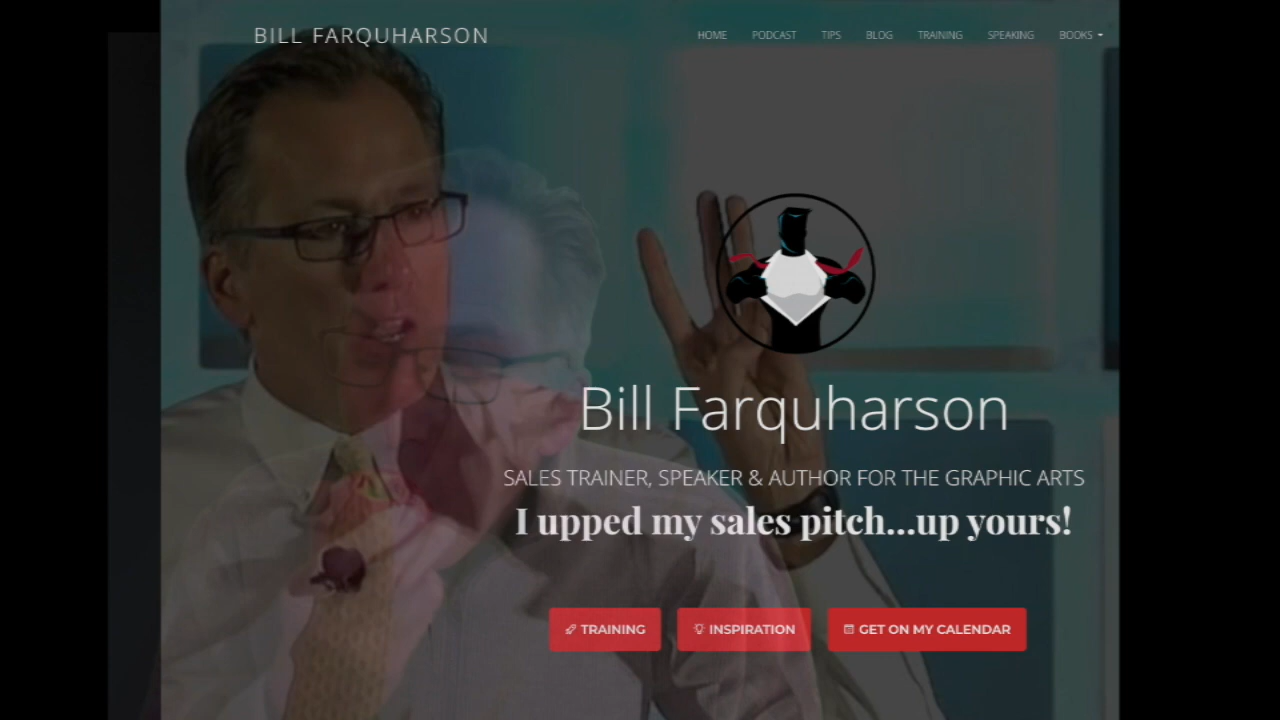 BILL FARQUHARSON
HOME PODCAST TIPS BLOG TRAINING SPEAKING BOOKS
Bill Farquharson
SALES TRAINER, SPEAKER & AUTHOR FOR THE GRAPHIC ARTS
I upped my sales pitch...up yours!
TRAINING INSPIRATION GET ON MY CALENDAR